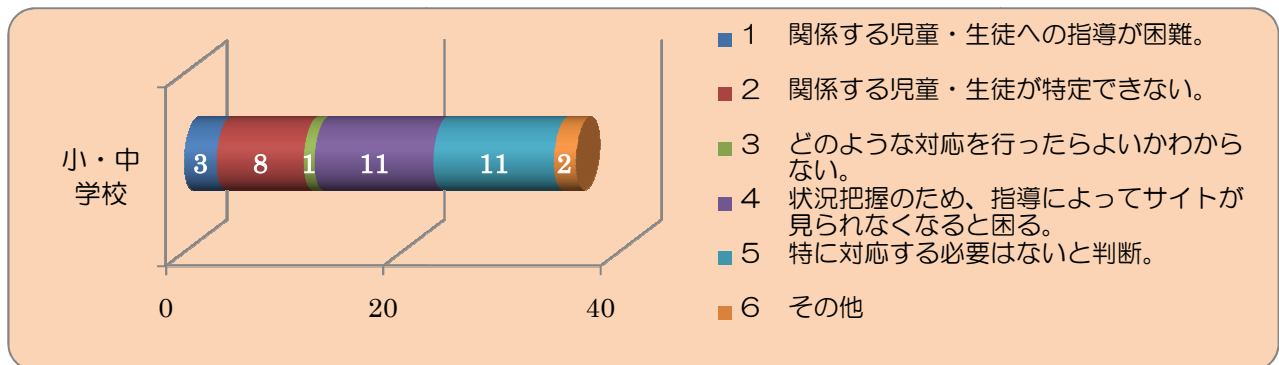 小・中
学校
3
8
1
11
11
2
0
20
40
1 関係する児童・生徒への指導が困難。
2 関係する児童・生徒が特定できない。
3 どのような対応を行ったらよいかわから
ない。
4 状況把握のため、指導によってサイトが
見られなくなると困る。
5 特に対応する必要はないと判断。
6 その他